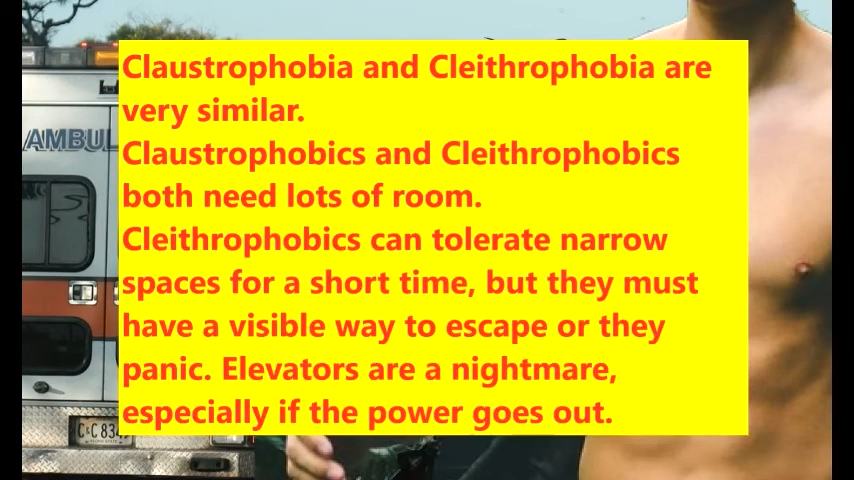 Claustrophobia and Cleithrophobia are
very similar.
Claustrophobics and Cleithrophobics
both need lots of room.
Cleithrophobics can tolerate narrow
spaces for a short time, but they must
have a visible way to escape or they
panic. Elevators are a nightmare,
especially if the power goes out.
AMBUL